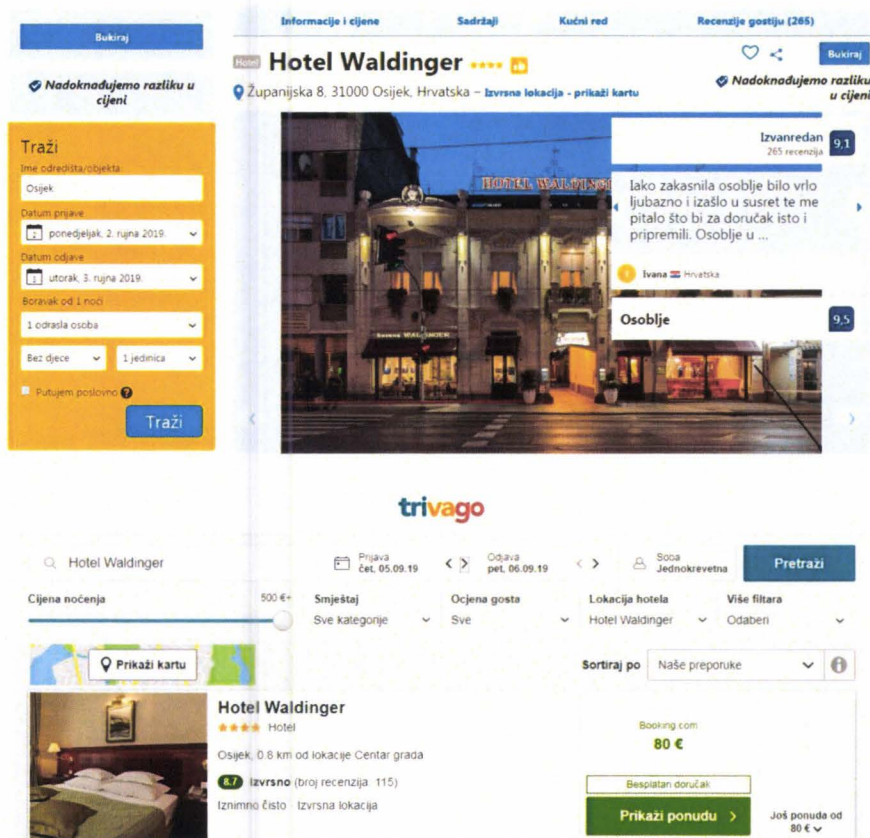 Bukiraj
Nadoknađujemo razliku u
cijeni
Traži
Ime odredišta/objekta:
Osijek
Datum prijave
ponedjeljak, 2. rujna 2019.
Datum odjave
utorak, 3. rujna 2019.
Boravak od 1 noći
1 odrasla osoba
Bez djece
1 jedinica
Putujem poslovno
Traži
Informacije i cijene
Sadržaji
Kućni red
Recenzije gostiju (265)
Hotel
Hotel Waldinger
Bukiraj
Županijska 8, 31000 Osijek, Hrvatska – Izvrsna lokacija - prikaži kartu
Nadoknađujemo razliku
u cijeni
HOTEL WALDINGER
Izvanredan
265 recenzija
9,1
Iako zakasnila osoblje bilo vrlo
ljubazno i izašlo u susret te me
pitalo što bi za doručak isto i
pripremili. Osoblje u ...
Ivana Hrvatska
Osoblje
9,5
trivago
Hotel Waldinger
Prijava
čet, 05.09.19
Odjava
pet, 06.09.19
Soba
Jednokrevetna
Pretraži
Cijena noćenja
500 €+
Smještaj
Sve kategorije
Ocjena gosta
Sve
Lokacija hotela
Hotel Waldinger
Više filtara
Odaberi
Prikaži kartu
Sortiraj po
Naše preporuke
Hotel Waldinger
Hotel
Osijek, 0.8 km od lokacije Centar grada
8.7 Izvrsno (broj recenzija: 115)
Iznimno čisto · Izvrsna lokacija
Booking.com
80 €
Besplatan doručak
Prikaži ponudu
Još ponuda od
80 €